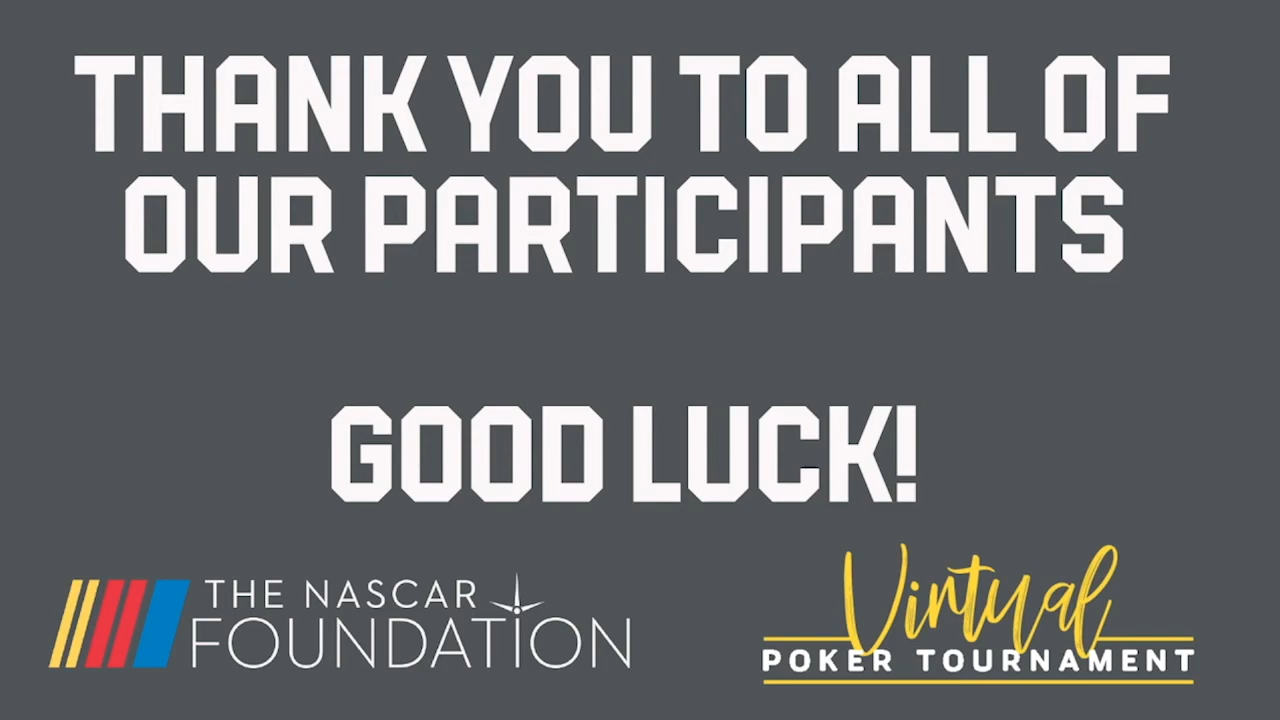 THANK YOU TO ALL OF
OUR PARTICIPANTS
GOOD LUCK!
THE NASCAR
FOUNDATION
Virtual
POKER TOURNAMENT